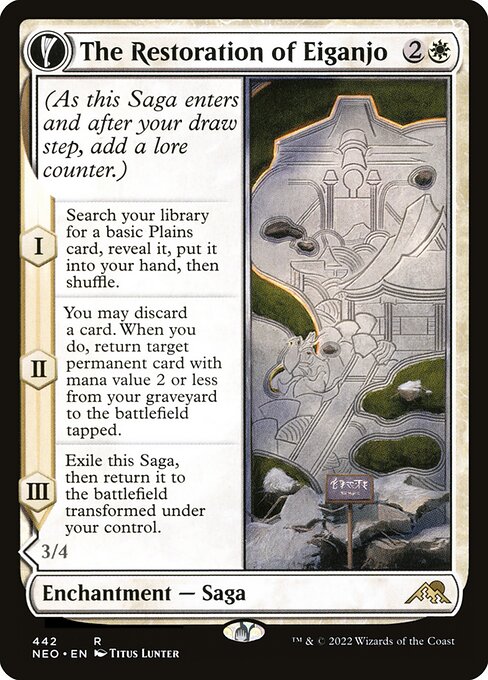 The Restoration of Eiganjo 2
(As this Saga enters
and after your draw
step, add a lore
counter.)
I
Search your library
for a basic Plains
card, reveal it, put it
into your hand, then
shuffle.
II
You may discard
a card. When you
do, return target
permanent card with
mana value 2 or less
from your graveyard
to the battlefield
tapped.
III
Exile this Saga,
then return it to
the battlefield
transformed under
your control.
3/4
Enchantment — Saga
442 R
NEO • EN Titus Lunter
™ & © 2022 Wizards of the Coast